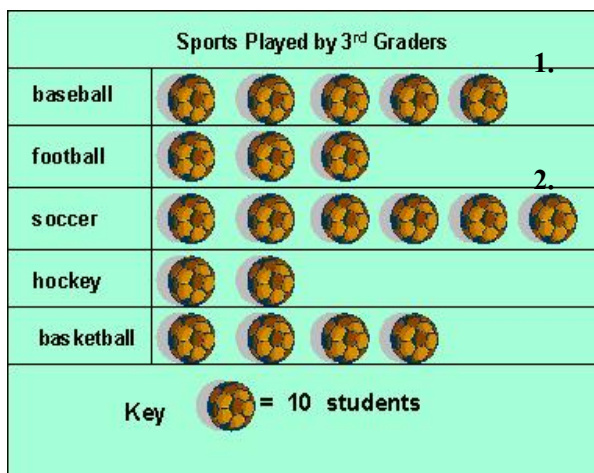 Sports Played by 3rd Graders
1.
baseball
football
2.
soccer
hockey
basketball
Key = 10 students